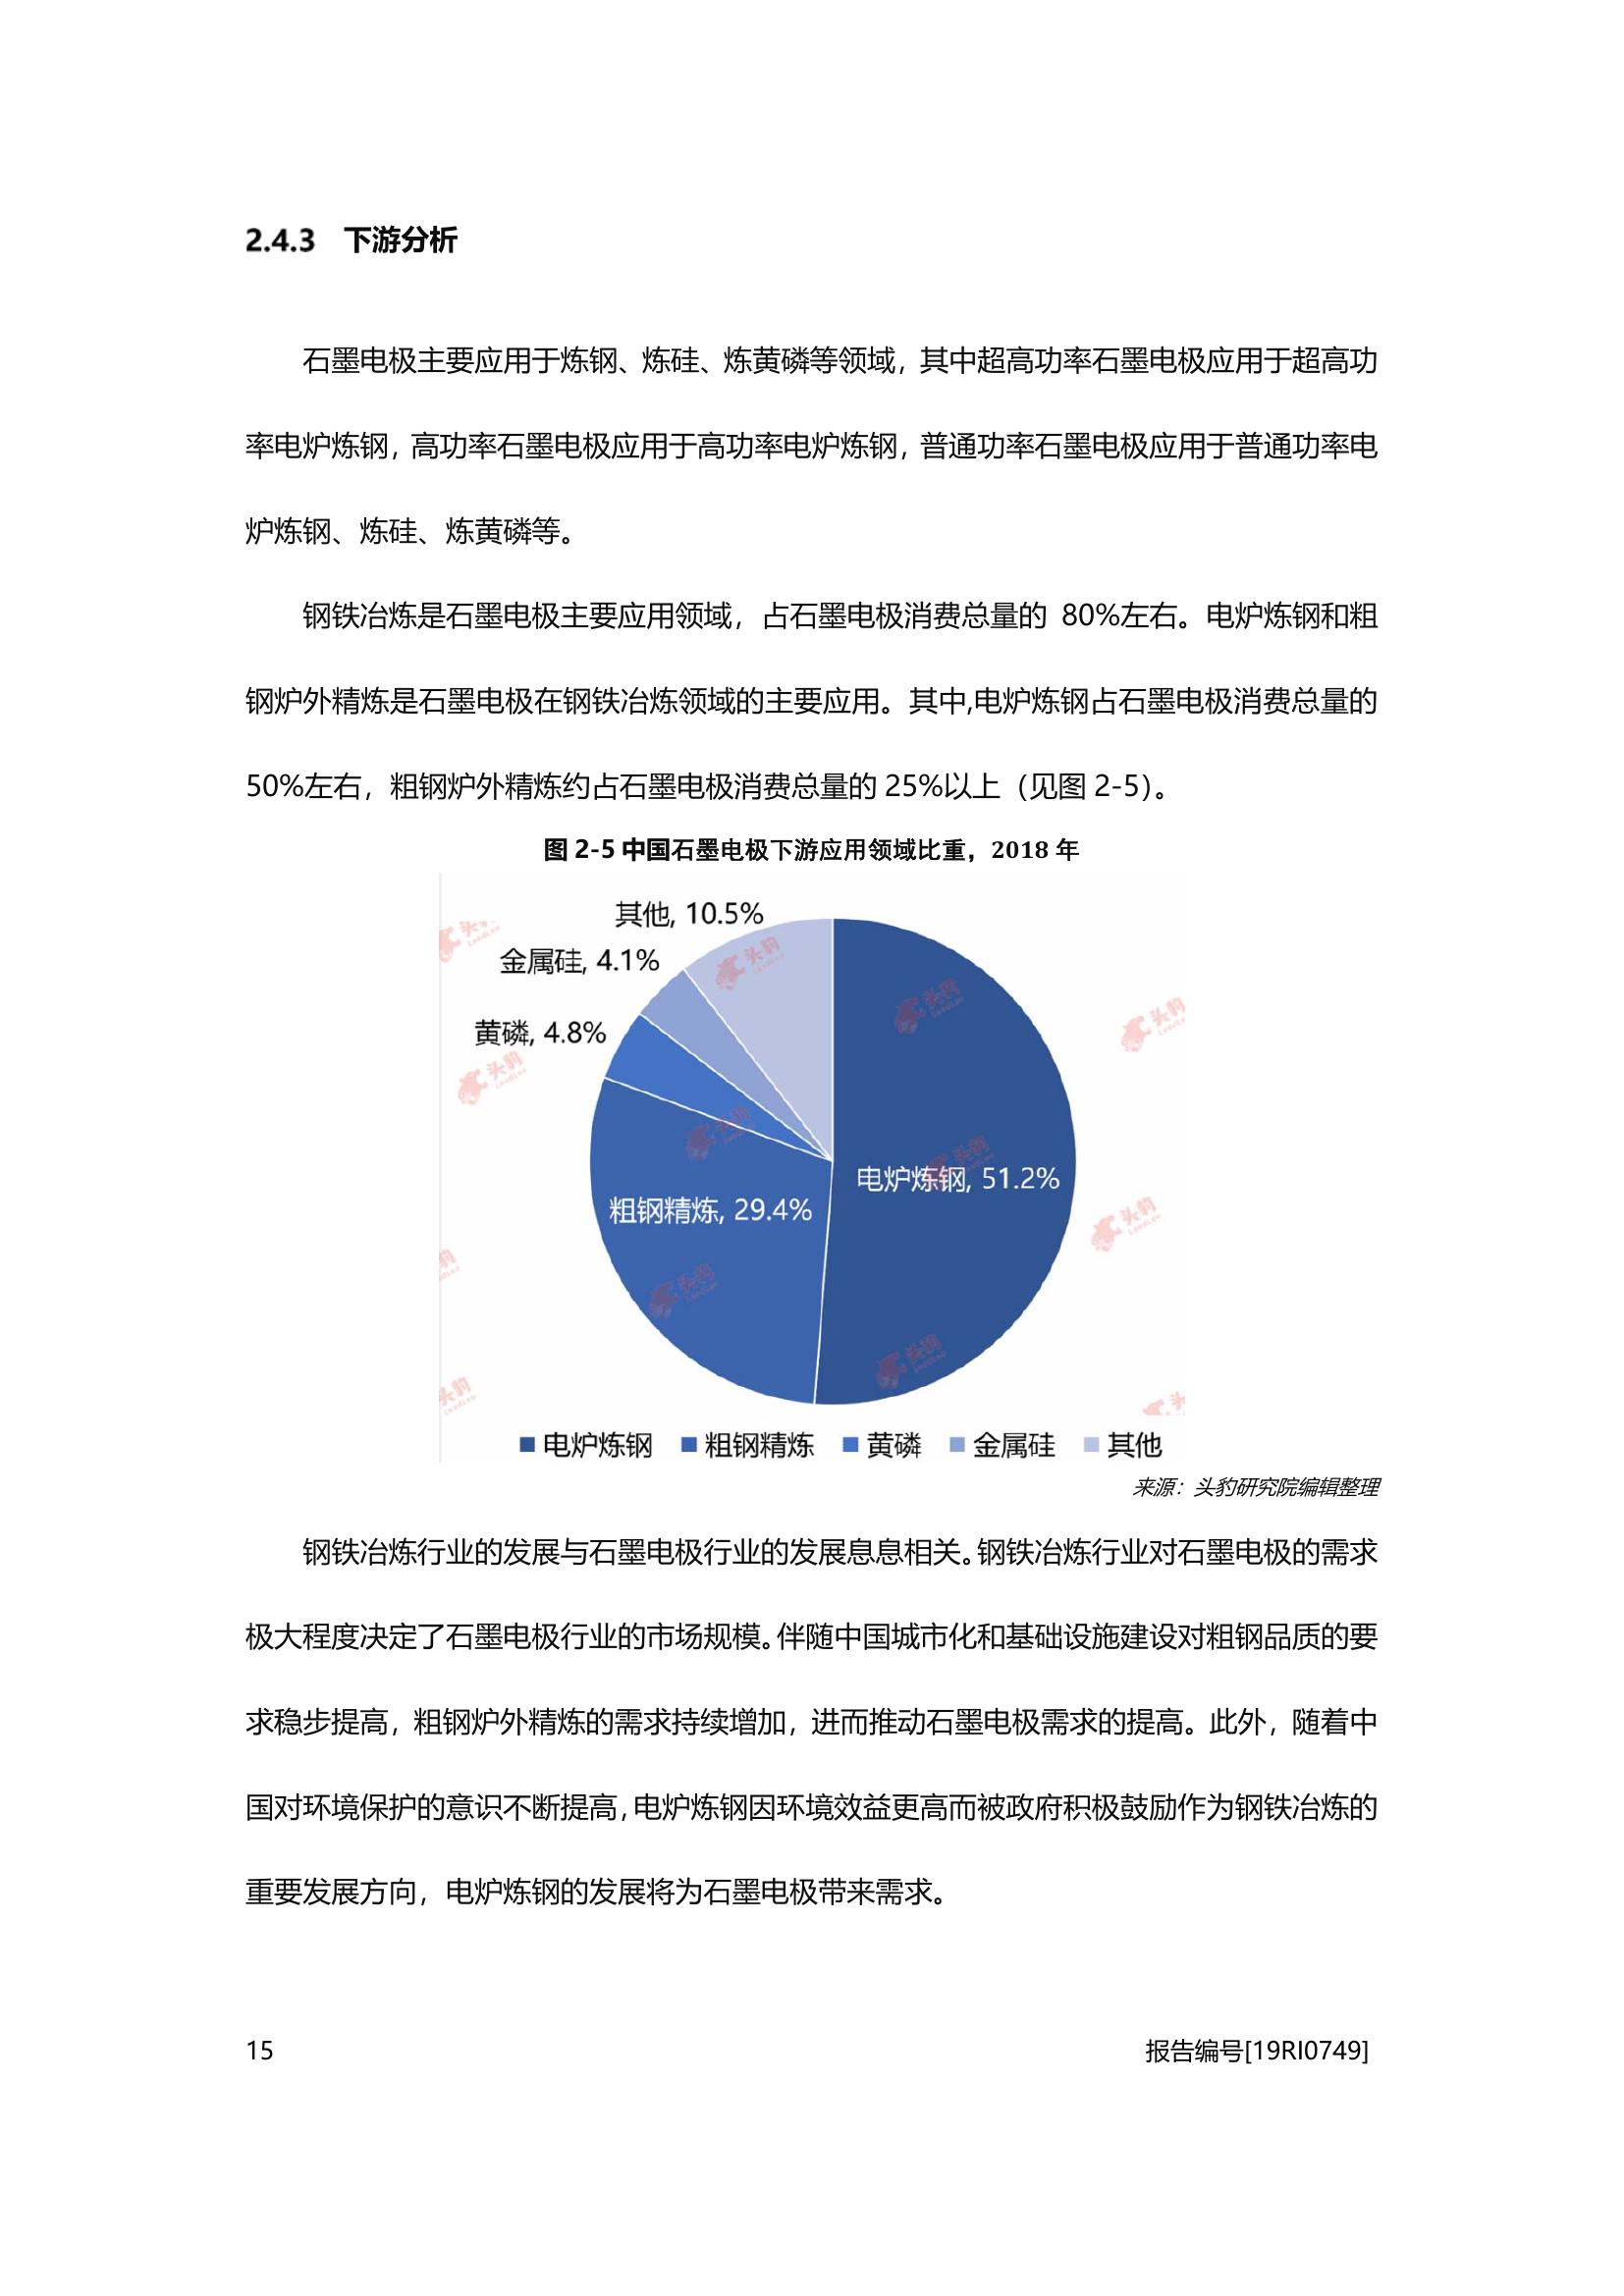 2.4.3 下游分析
石墨电极主要应用于炼钢、炼硅、炼黄磷等领域，其中超高功率石墨电极应用于超高功
率电炉炼钢，高功率石墨电极应用于高功率电炉炼钢，普通功率石墨电极应用于普通功率电
炉炼钢、炼硅、炼黄磷等。
钢铁冶炼是石墨电极主要应用领域，占石墨电极消费总量的 80%左右。电炉炼钢和粗
钢炉外精炼是石墨电极在钢铁冶炼领域的主要应用。其中,电炉炼钢占石墨电极消费总量的
50%左右，粗钢炉外精炼约占石墨电极消费总量的 25%以上（见图 2-5）。
图 2-5 中国石墨电极下游应用领域比重，2018 年
其他, 10.5%
金属硅, 4.1%
黄磷, 4.8%
电炉炼钢, 51.2%
粗钢精炼, 29.4%
电炉炼钢 粗钢精炼 黄磷 金属硅 其他
来源：头豹研究院编辑整理
钢铁冶炼行业的发展与石墨电极行业的发展息息相关。钢铁冶炼行业对石墨电极的需求
极大程度决定了石墨电极行业的市场规模。伴随中国城市化和基础设施建设对粗钢品质的要
求稳步提高，粗钢炉外精炼的需求持续增加，进而推动石墨电极需求的提高。此外，随着中
国对环境保护的意识不断提高，电炉炼钢因环境效益更高而被政府积极鼓励作为钢铁冶炼的
重要发展方向，电炉炼钢的发展将为石墨电极带来需求。
15 报告编号[19RI0749]